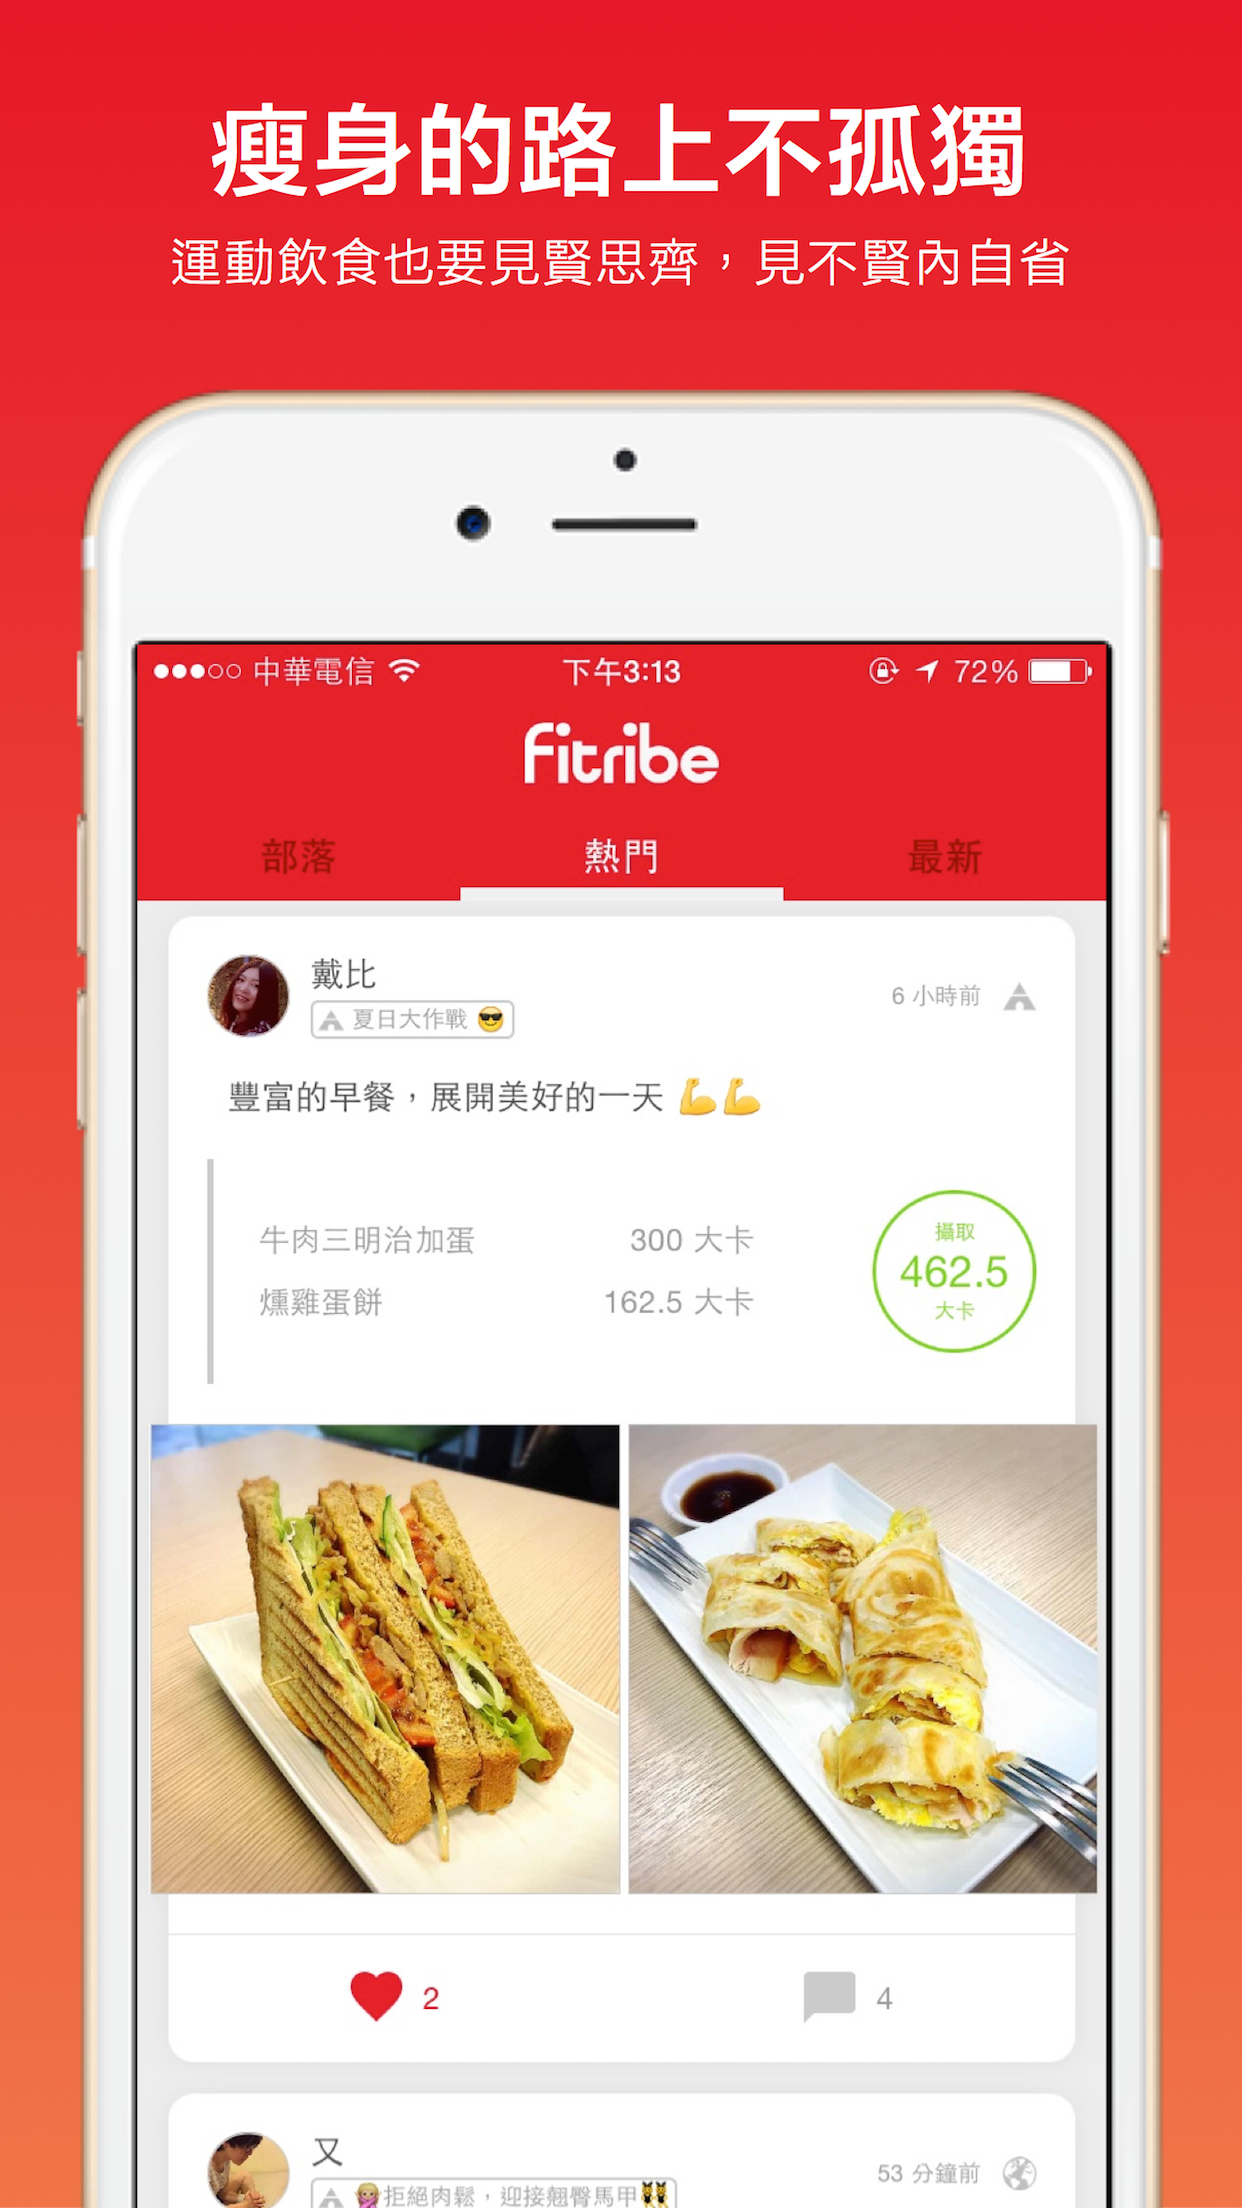 瘦身的路上不孤獨
運動飲食也要見賢思齊，見不賢內自省
中華電信 下午3:13 72%
Fitribe
部落 熱門 最新
戴比
夏日大作戰 😎
6 小時前
豐富的早餐，展開美好的一天 💪💪
牛肉三明治加蛋 300 大卡
燻雞蛋餅 162.5 大卡
攝取
462.5
大卡
2 4
又
53 分鐘前
拒絕肉鬆，迎接翹臀馬甲👯